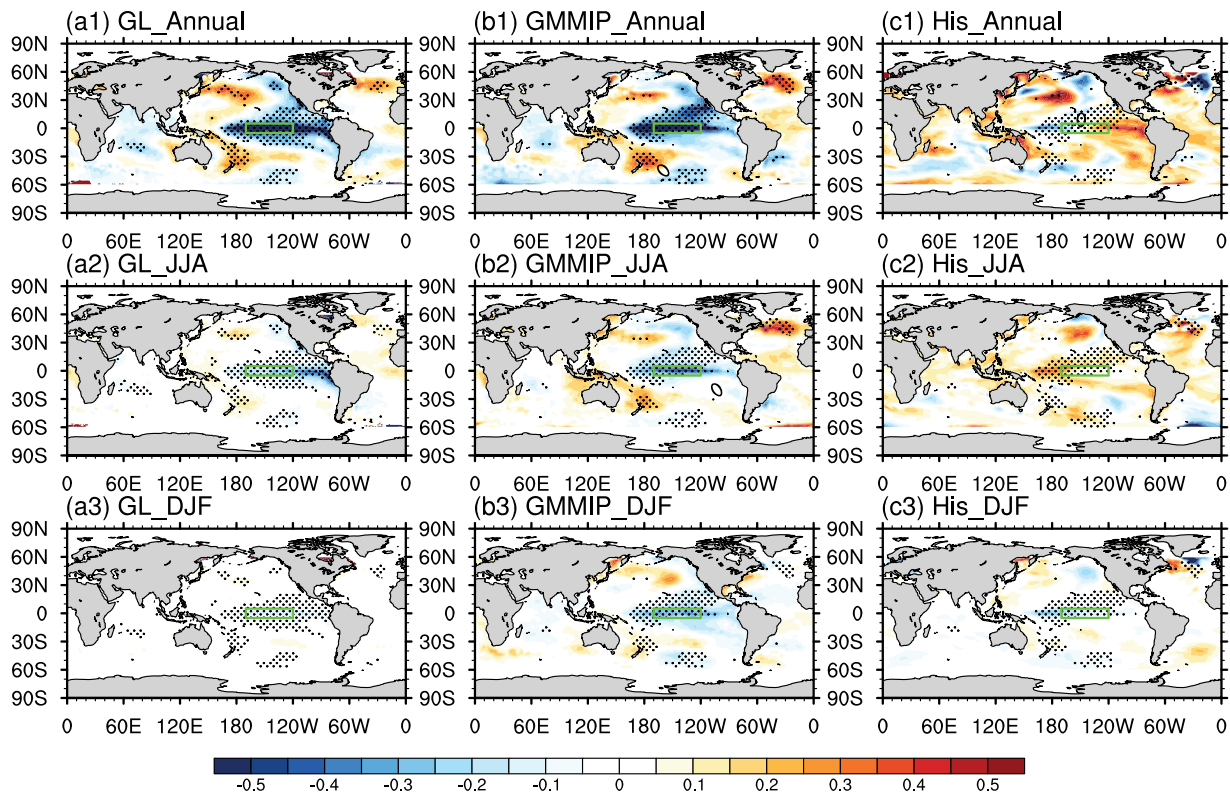 (a1) GL_Annual
(b1) GMMIP_Annual
(c1) His_Annual
90N 90N 90N
60N 60N 60N
30N 30N 30N
0 0 0
30S 30S 30S
60S 60S 60S
90S 90S 90S
0 60E 120E 180 120W 60W 0
0 60E 120E 180 120W 60W 0
0 60E 120E 180 120W 60W 0
(a2) GL_JJA
(b2) GMMIP_JJA
(c2) His_JJA
90N 90N 90N
60N 60N 60N
30N 30N 30N
0 0 0
30S 30S 30S
60S 60S 60S
90S 90S 90S
0 60E 120E 180 120W 60W 0
0 60E 120E 180 120W 60W 0
0 60E 120E 180 120W 60W 0
(a3) GL_DJF
(b3) GMMIP_DJF
(c3) His_DJF
90N 90N 90N
60N 60N 60N
30N 30N 30N
0 0 0
30S 30S 30S
60S 60S 60S
90S 90S 90S
0 60E 120E 180 120W 60W 0
0 60E 120E 180 120W 60W 0
0 60E 120E 180 120W 60W 0
-0.5 -0.4 -0.3 -0.2 -0.1 0 0.1 0.2 0.3 0.4 0.5